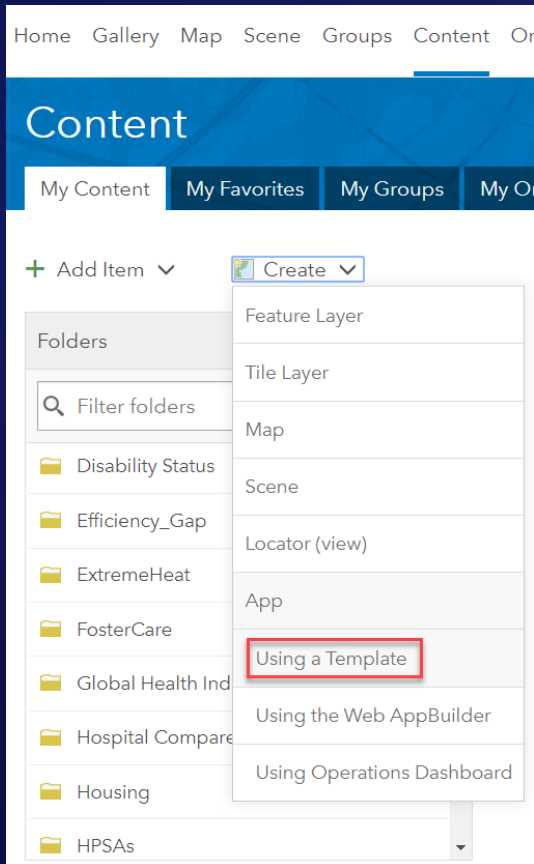 Home Gallery Map Scene Groups Content
Content
My Content My Favorites My Groups My
+ Add Item Create
Folders
Filter folders
Disability Status
Efficiency_Gap
ExtremeHeat
FosterCare
Global Health Ind
Hospital Compare
Housing
HPSAs
Feature Layer
Tile Layer
Map
Scene
Locator (view)
App
Using a Template
Using the Web AppBuilder
Using Operations Dashboard